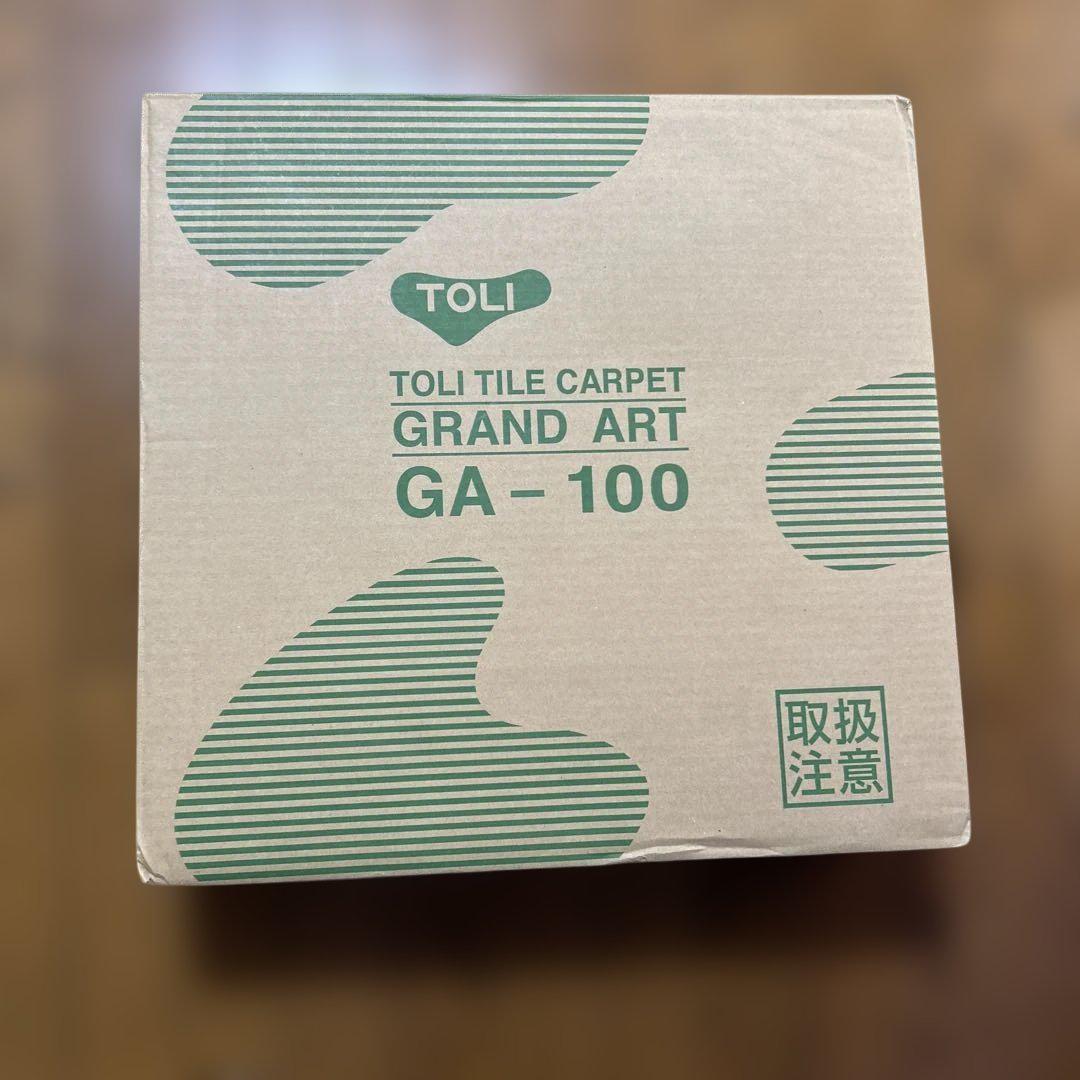 TOLI
TOLI TILE CARPET
GRAND ART
GA – 100
取扱
注意